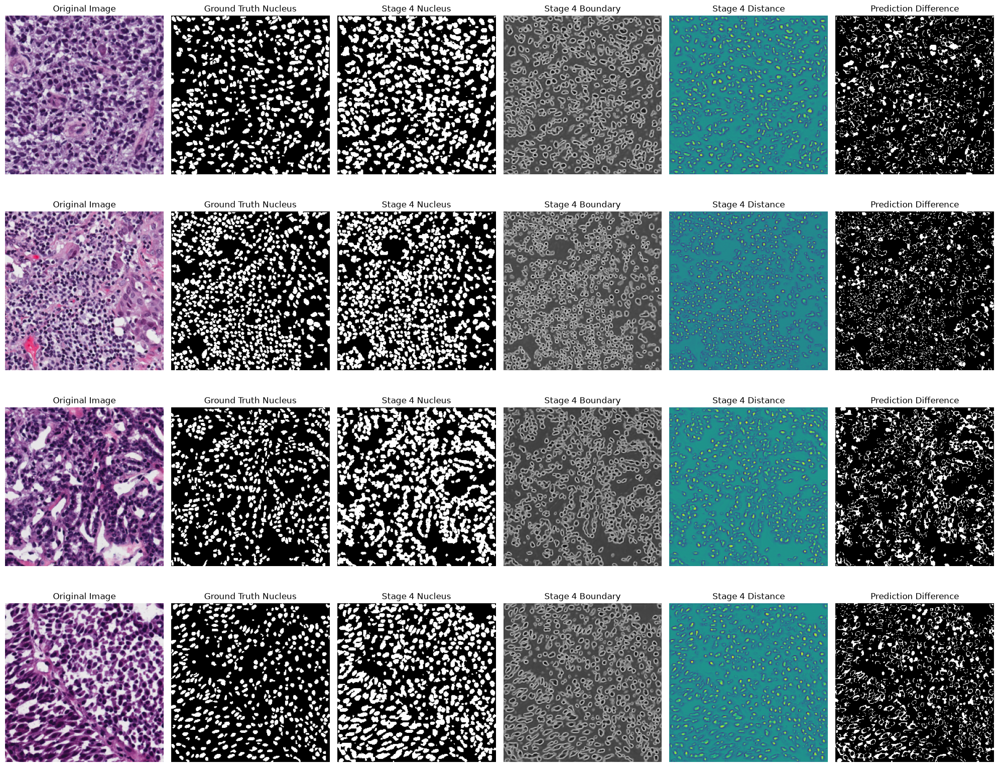 Original Image
Ground Truth Nucleus
Stage 4 Nucleus
Stage 4 Boundary
Stage 4 Distance
Prediction Difference
Original Image
Ground Truth Nucleus
Stage 4 Nucleus
Stage 4 Boundary
Stage 4 Distance
Prediction Difference
Original Image
Ground Truth Nucleus
Stage 4 Nucleus
Stage 4 Boundary
Stage 4 Distance
Prediction Difference
Original Image
Ground Truth Nucleus
Stage 4 Nucleus
Stage 4 Boundary
Stage 4 Distance
Prediction Difference